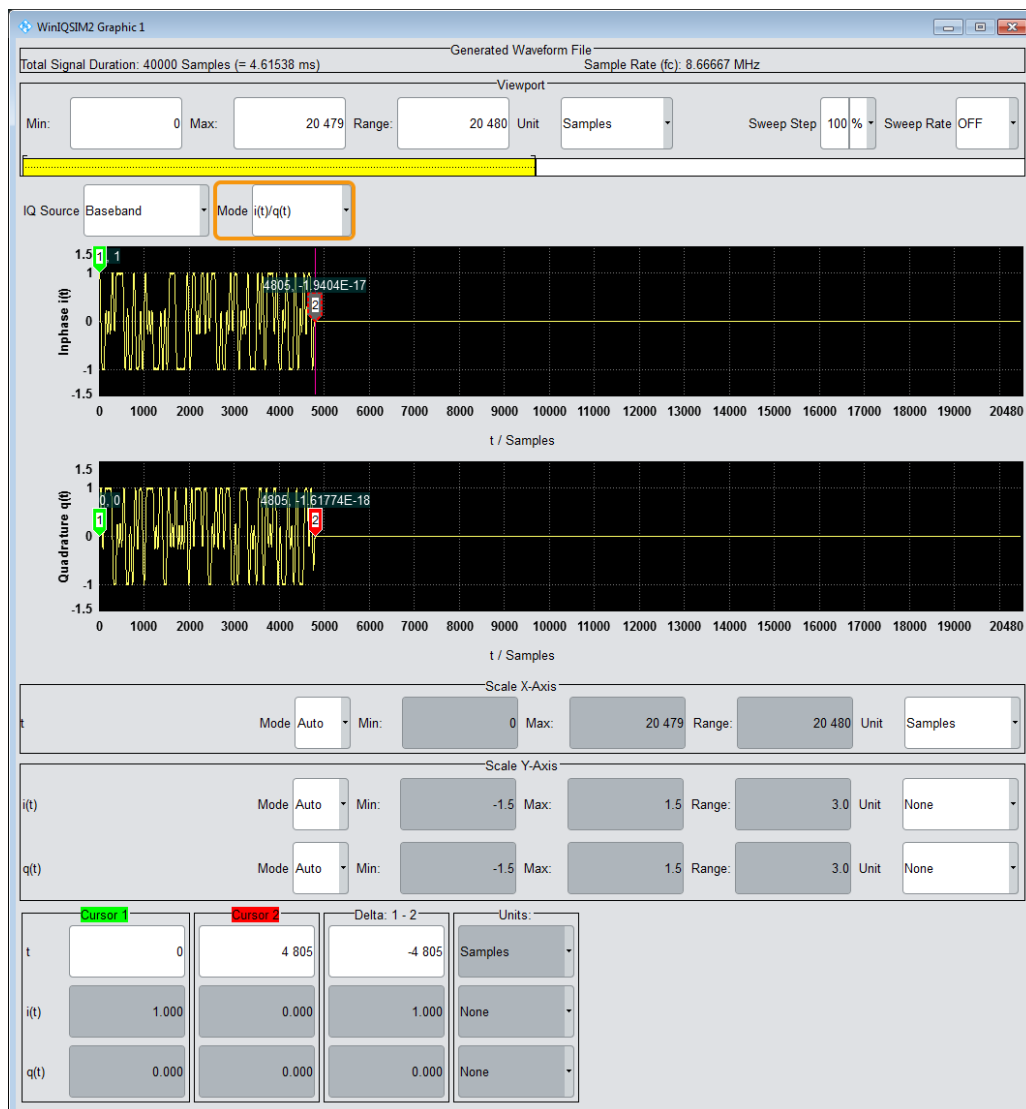 WinIQSIM2 Graphic 1
Generated Waveform File
Total Signal Duration: 40000 Samples (= 4.61538 ms) Sample Rate (fc): 8.66667 MHz
Viewport
Min: 0 Max: 20 479 Range: 20 480 Unit Samples Sweep Step 100 % Sweep Rate OFF
IQ Source Baseband Mode i(t)/q(t)
Inphase i(t)
1.5
1
0
-1
-1.5
1 , 1
4805, -1.9404E-17
2
0 1000 2000 3000 4000 5000 6000 7000 8000 9000 10000 11000 12000 13000 14000 15000 16000 17000 18000 19000 20480
t / Samples
Quadrature q(t)
1.5
1
0
-1
-1.5
0, 0
1
4805, -1.61774E-18
2
0 1000 2000 3000 4000 5000 6000 7000 8000 9000 10000 11000 12000 13000 14000 15000 16000 17000 18000 19000 20480
t / Samples
Scale X-Axis
t Mode Auto Min: 0 Max: 20 479 Range: 20 480 Unit Samples
Scale Y-Axis
i(t) Mode Auto Min: -1.5 Max: 1.5 Range: 3.0 Unit None
q(t) Mode Auto Min: -1.5 Max: 1.5 Range: 3.0 Unit None
Cursor 1 Cursor 2 Delta: 1 - 2 Units:
t 0 4 805 -4 805 Samples
i(t) 1.000 0.000 1.000 None
q(t) 0.000 0.000 0.000 None